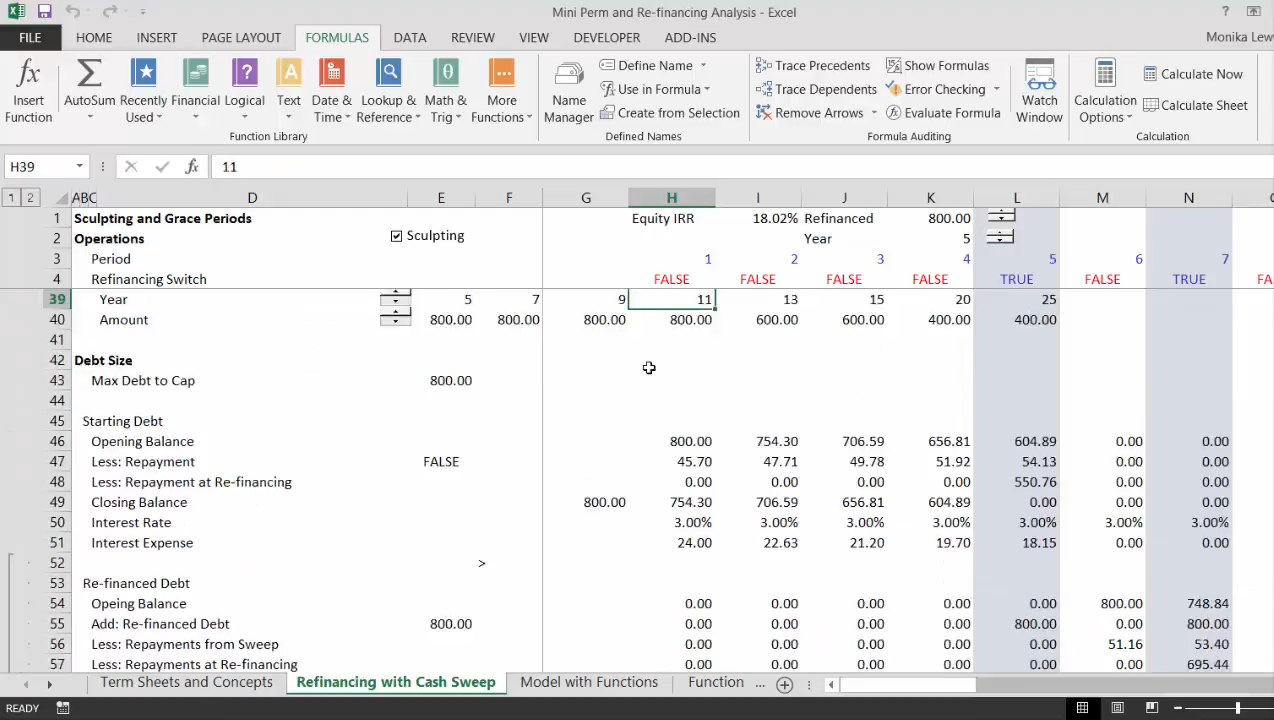 Mini Perm and Re-financing Analysis - Excel
?
FILE HOME INSERT PAGE LAYOUT FORMULAS DATA REVIEW VIEW DEVELOPER ADD-INS Monika Lew
Insert Function
AutoSum
Recently Used
Financial
Logical
Text
Date & Time
Lookup & Reference
Math & Trig
More Functions
Function Library
Name Manager
Define Name
Use in Formula
Create from Selection
Defined Names
Trace Precedents
Trace Dependents
Remove Arrows
Show Formulas
Error Checking
Evaluate Formula
Formula Auditing
Watch Window
Calculation Options
Calculate Now
Calculate Sheet
Calculation
H39 fx 11
1 2 A B C D E F G H I J K L M N
1 Sculpting and Grace Periods Equity IRR 18.02% Refinanced 800.00
2 Operations Sculpting Year 5
3 Period 1 2 3 4 5 6 7
4 Refinancing Switch FALSE FALSE FALSE FALSE TRUE FALSE TRUE FA
39 Year 5 7 9 11 13 15 20 25
40 Amount 800.00 800.00 800.00 800.00 600.00 600.00 400.00 400.00
41
42 Debt Size
43 Max Debt to Cap 800.00
44
45 Starting Debt
46 Opening Balance 800.00 754.30 706.59 656.81 604.89 0.00 0.00
47 Less: Repayment FALSE 45.70 47.71 49.78 51.92 54.13 0.00 0.00
48 Less: Repayment at Re-financing 0.00 0.00 0.00 0.00 550.76 0.00 0.00
49 Closing Balance 800.00 754.30 706.59 656.81 604.89 0.00 0.00 0.00
50 Interest Rate 3.00% 3.00% 3.00% 3.00% 3.00% 3.00% 3.00%
51 Interest Expense 24.00 22.63 21.20 19.70 18.15 0.00 0.00
52 >
53 Re-financed Debt
54 Opeing Balance 0.00 0.00 0.00 0.00 0.00 800.00 748.84
55 Add: Re-financed Debt 800.00 0.00 0.00 0.00 0.00 800.00 0.00 800.00
56 Less: Repayments from Sweep 0.00 0.00 0.00 0.00 0.00 51.16 53.40
57 Less: Repayments at Re-financing 0.00 0.00 0.00 0.00 0.00 0.00 695.44
Term Sheets and Concepts Refinancing with Cash Sweep Model with Functions Function ...
READY